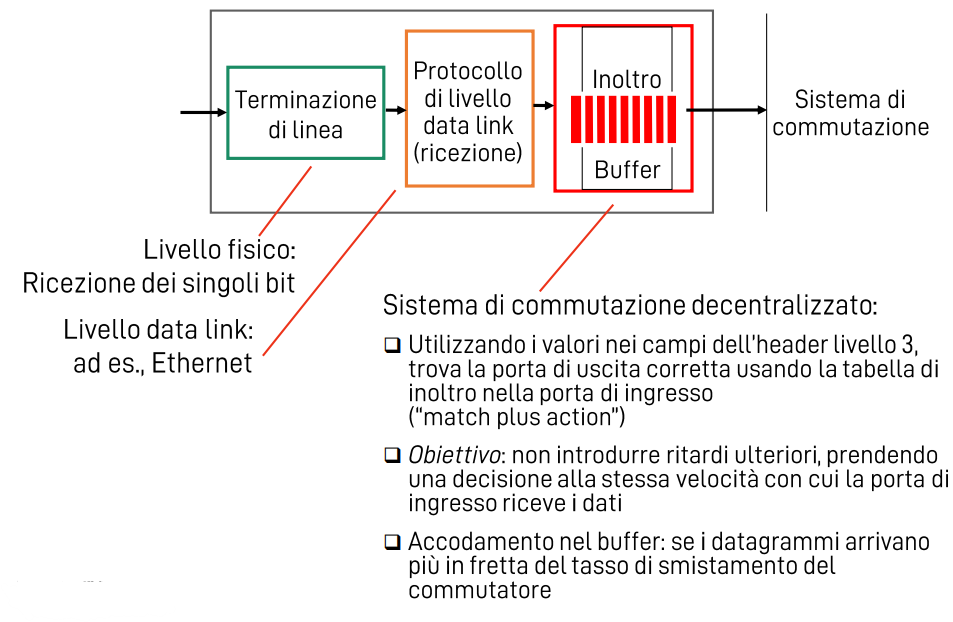 Terminazione
di linea
Protocollo
di livello
data link
(ricezione)
Inoltro
Buffer
Sistema di
commutazione
Livello fisico:
Ricezione dei singoli bit
Livello data link:
ad es., Ethernet
Sistema di commutazione decentralizzato:
❑ Utilizzando i valori nei campi dell'header livello 3,
trova la porta di uscita corretta usando la tabella di
inoltro nella porta di ingresso
("match plus action")
❑ Obiettivo: non introdurre ritardi ulteriori, prendendo
una decisione alla stessa velocità con cui la porta di
ingresso riceve i dati
❑ Accodamento nel buffer: se i datagrammi arrivano
più in fretta del tasso di smistamento del
commutatore